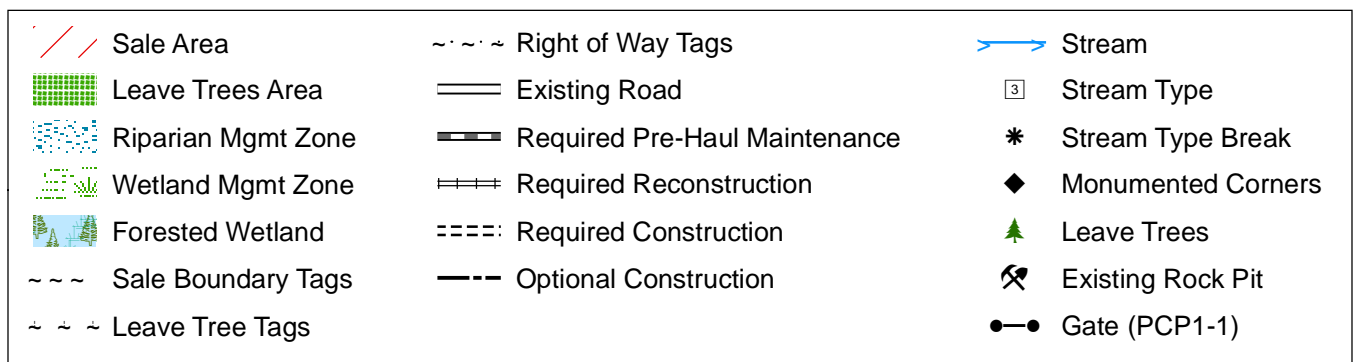 Sale Area
Leave Trees Area
Riparian Mgmt Zone
Wetland Mgmt Zone
Forested Wetland
Sale Boundary Tags
Leave Tree Tags
Right of Way Tags
Existing Road
Required Pre-Haul Maintenance
Required Reconstruction
Required Construction
Optional Construction
Stream
3 Stream Type
Stream Type Break
Monumented Corners
Leave Trees
Existing Rock Pit
Gate (PCP1-1)